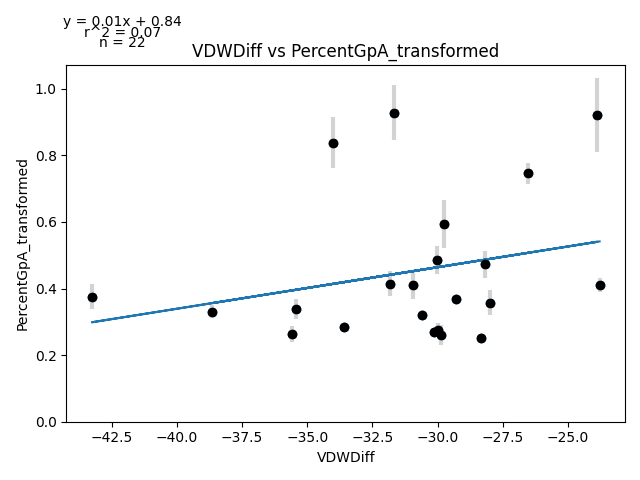 y = 0.01x + 0.84
r^2 = 0.07
n = 22
VDWDiff vs PercentGpA_transformed
PercentGpA_transformed
1.0
0.8
0.6
0.4
0.2
0.0
−42.5 −40.0 −37.5 −35.0 −32.5 −30.0 −27.5 −25.0
VDWDiff